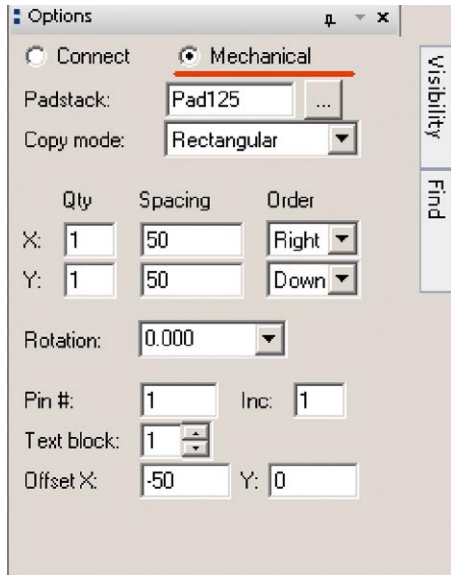 Options
Connect Mechanical
Padstack: Pad125 ...
Copy mode: Rectangular
Qty Spacing Order
X: 1 50 Right
Y: 1 50 Down
Rotation: 0.000
Pin #: 1 Inc: 1
Text block: 1
Offset X: -50 Y: 0
Visibility
Find